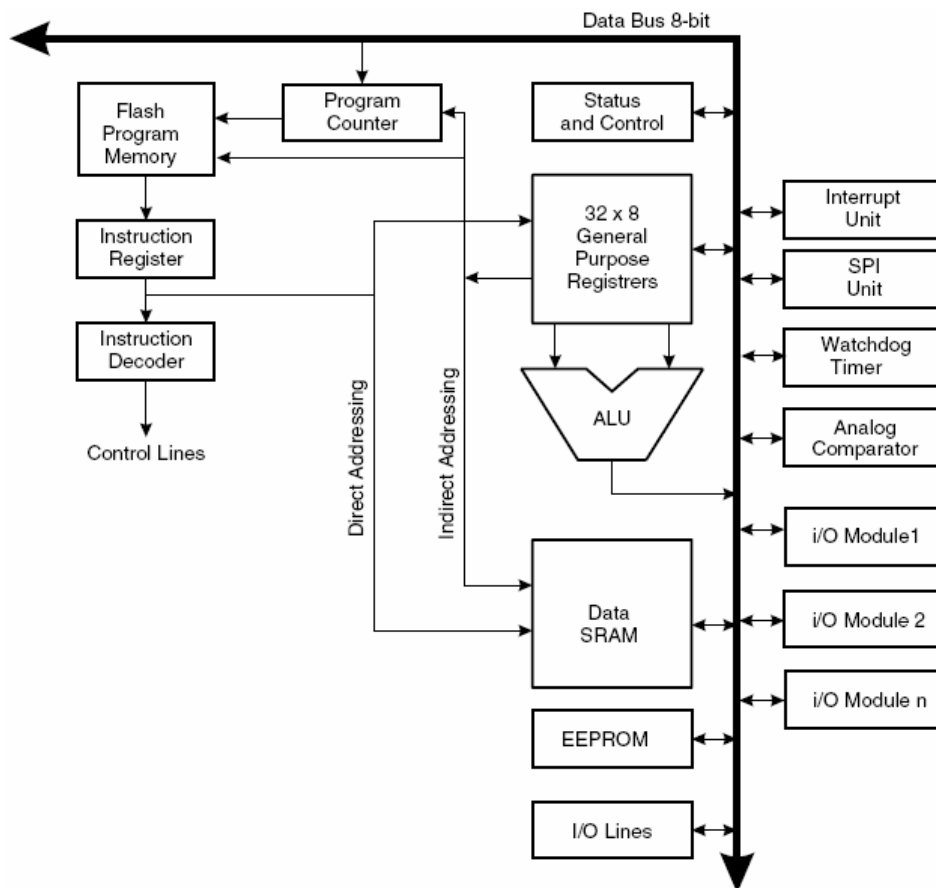 Data Bus 8-bit
Flash
Program
Memory
Program
Counter
Status
and Control
Interrupt
Unit
32 x 8
General
Purpose
Registrers
Instruction
Register
SPI
Unit
Instruction
Decoder
Watchdog
Timer
Control Lines
Direct Addressing
Indirect Addressing
ALU
Analog
Comparator
i/O Module1
Data
SRAM
i/O Module 2
i/O Module n
EEPROM
I/O Lines